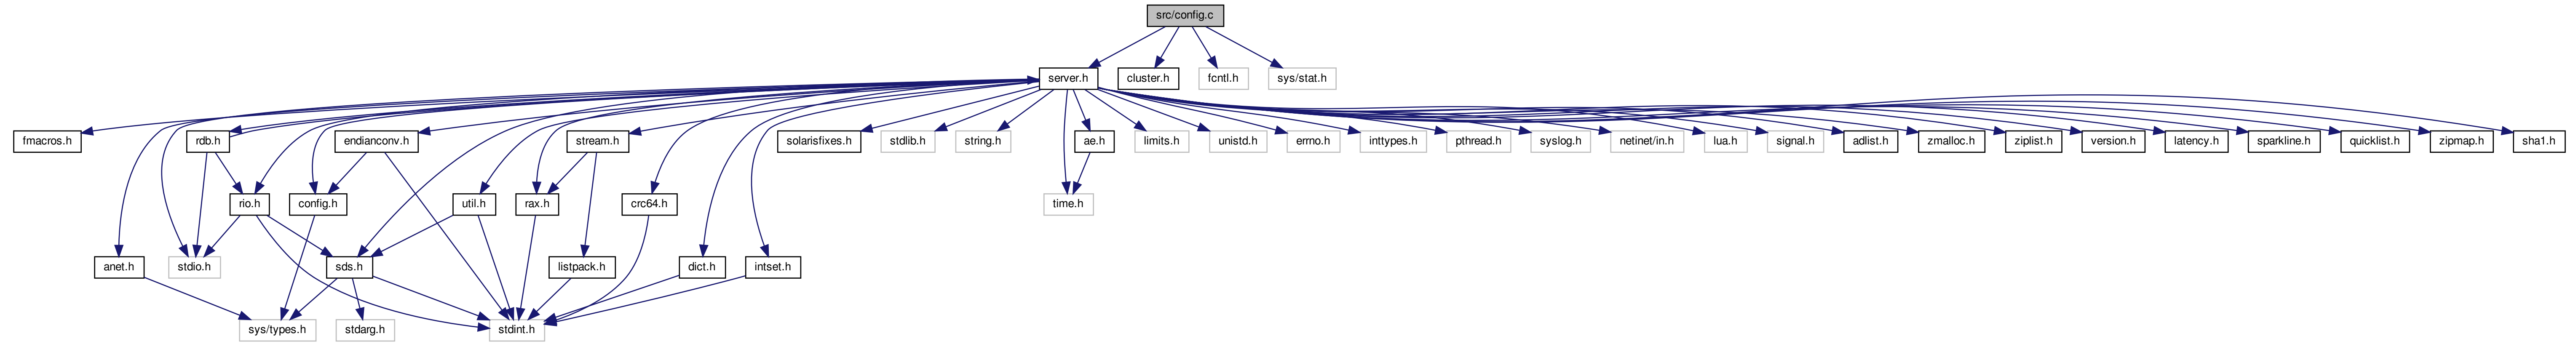 src/config.c
server.h
cluster.h
fcntl.h
sys/stat.h
fmacros.h
rdb.h
endianconv.h
stream.h
solarisfixes.h
stdlib.h
string.h
ae.h
limits.h
unistd.h
errno.h
inttypes.h
pthread.h
syslog.h
netinet/in.h
lua.h
signal.h
adlist.h
zmalloc.h
ziplist.h
version.h
latency.h
sparkline.h
quicklist.h
zipmap.h
sha1.h
rio.h
config.h
util.h
rax.h
crc64.h
time.h
anet.h
stdio.h
sds.h
listpack.h
dict.h
intset.h
sys/types.h
stdarg.h
stdint.h